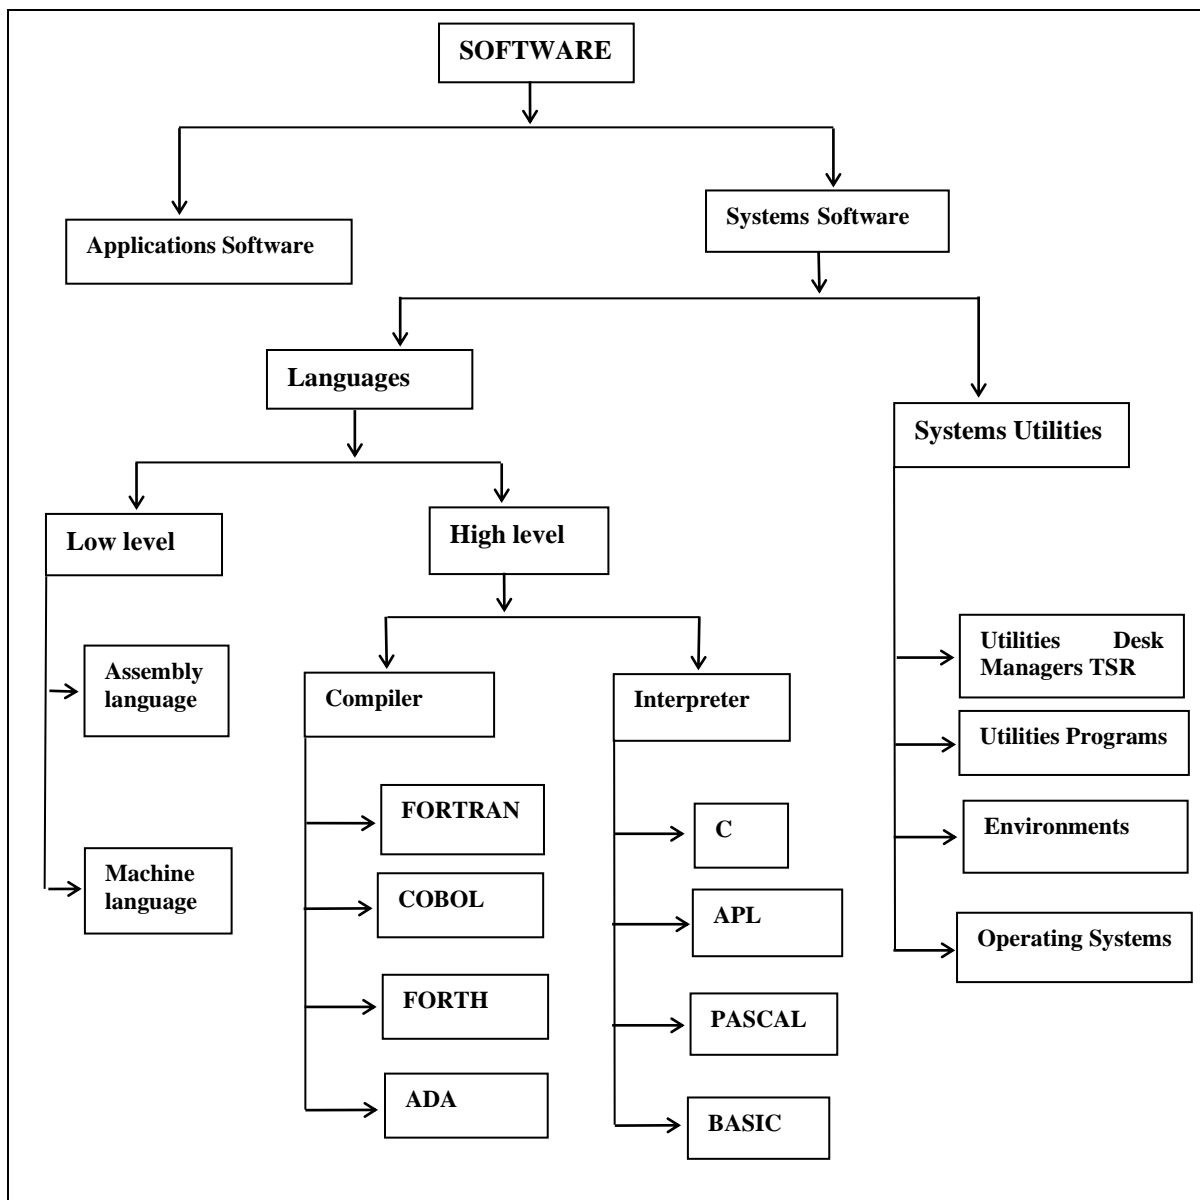 SOFTWARE
Applications Software
Systems Software
Languages
Systems Utilities
Low level
High level
Assembly
language
Machine
language
Compiler
FORTRAN
COBOL
FORTH
ADA
Interpreter
C
APL
PASCAL
BASIC
Utilities Desk
Managers TSR
Utilities Programs
Environments
Operating Systems